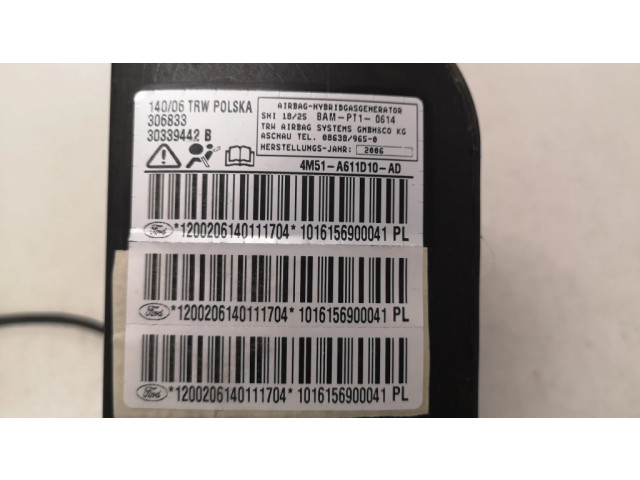 140/06 TRW POLSKA
306833
30339442 B
AIRBAG-HYBRIDGASGENERATOR
SHI 18/25 BAM-PT1-0614
TRW AIRBAG SYSTEMS GMBH&CO KG
ASCHAU TEL. 08638/965-0
HERSTELLUNGS-JAHR: 2006
4M51-A611D10-AD
Ford *1200206140111704* 1016156900041 PL
Ford *1200206140111704* 1016156900041 PL
Ford *1200206140111704* 1016156900041 PL